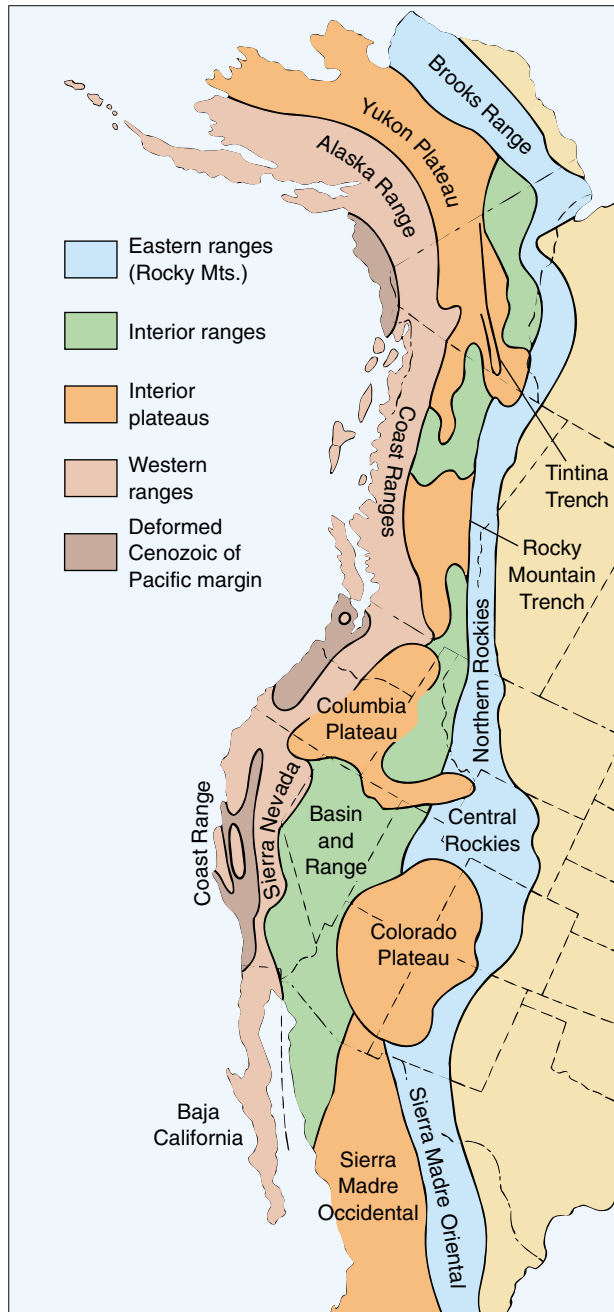 Brooks Range
Yukon Plateau
Alaska Range
Eastern ranges
(Rocky Mts.)
Interior ranges
Interior
plateaus
Western
ranges
Deformed
Cenozoic of
Pacific margin
Coast Ranges
Tintina
Trench
Rocky
Mountain
Trench
Northern Rockies
Columbia
Plateau
Coast Range
Sierra Nevada
Basin
and
Range
Central
Rockies
Colorado
Plateau
Baja
California
Sierra
Madre
Occidental
Sierra Madre Oriental